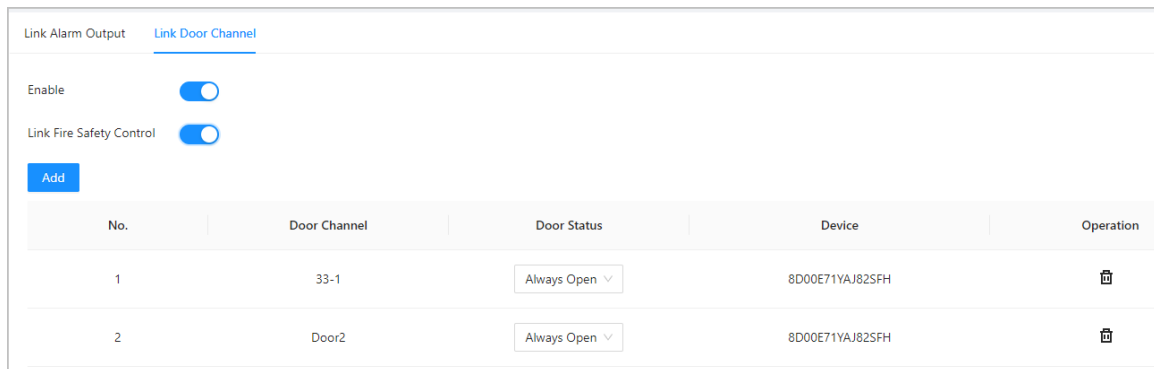 Link Alarm Output Link Door Channel
Enable
Link Fire Safety Control
Add
No. Door Channel Door Status Device Operation
1 33-1 Always Open 8D00E71YAJ82SFH
2 Door2 Always Open 8D00E71YAJ82SFH